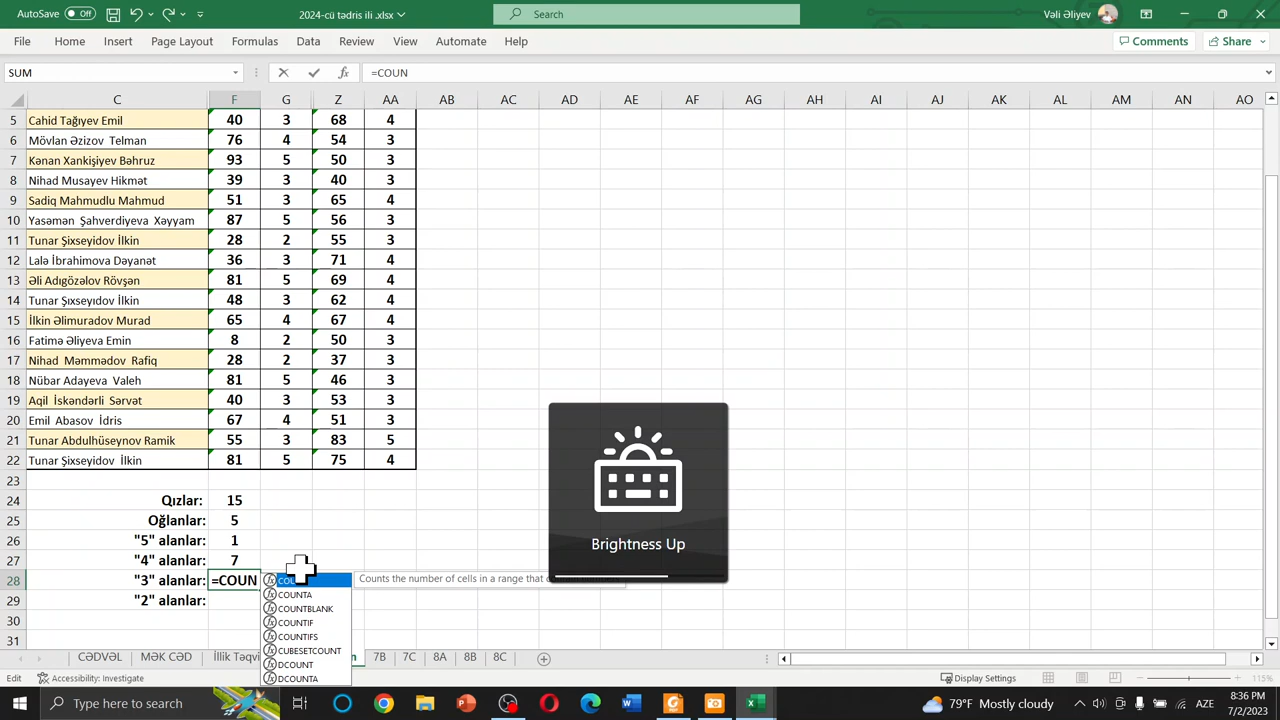 AutoSave Off 2024-cü tədris ili.xlsx Search Vəli Əliyev
File Home Insert Page Layout Formulas Data Review View Automate Help Comments Share
SUM =COUN
C F G Z AA AB AC AD AE AF AG AH AI AJ AK AL AM AN AO
5 Cahid Tağıyev Emil 40 3 68 4
6 Mövlan Əzizov Telman 76 4 54 3
7 Kənan Xankişiyev Bəhruz 93 5 50 3
8 Nihad Musayev Hikmət 39 3 40 3
9 Sadiq Mahmudlu Mahmud 51 3 65 4
10 Yasəmən Şahverdiyeva Xəyyam 87 5 56 3
11 Tunar Şixseyidov İlkin 28 2 55 3
12 Lalə İbrahimova Dəyanət 36 3 71 4
13 Əli Adıgözəlov Rövşən 81 5 69 4
14 Tunar Şıxseyıdov İlkin 48 3 62 4
15 İlkin Əlimuradov Murad 65 4 67 4
16 Fatimə Əliyeva Emin 8 2 50 3
17 Nihad Məmmədov Rafiq 28 2 37 3
18 Nübar Adayeva Valeh 81 5 46 3
19 Aqil İskəndərli Sərvət 40 3 53 3
20 Emil Abasov İdris 67 4 51 3
21 Tunar Abdulhüseynov Ramik 55 3 83 5
22 Tunar Şixseyidov İlkin 81 5 75 4
23
24 Qızlar: 15
25 Oğlanlar: 5
26 "5" alanlar: 1
27 "4" alanlar: 7
28 "3" alanlar: =COUN
29 "2" alanlar:
30
31
Counts the number of cells in a range that
COUNTA
COUNTBLANK
COUNTIF
COUNTIFS
CUBESETCOUNT
DCOUNT
DCOUNTA
Brightness Up
CƏDVƏL MƏK CƏD İllik Təqvi 7B 7C 8A 8B 8C
Edit Accessibility: Investigate Display Settings 115%
Type here to search 79°F Mostly cloudy AZE 8:36 PM
7/2/2023